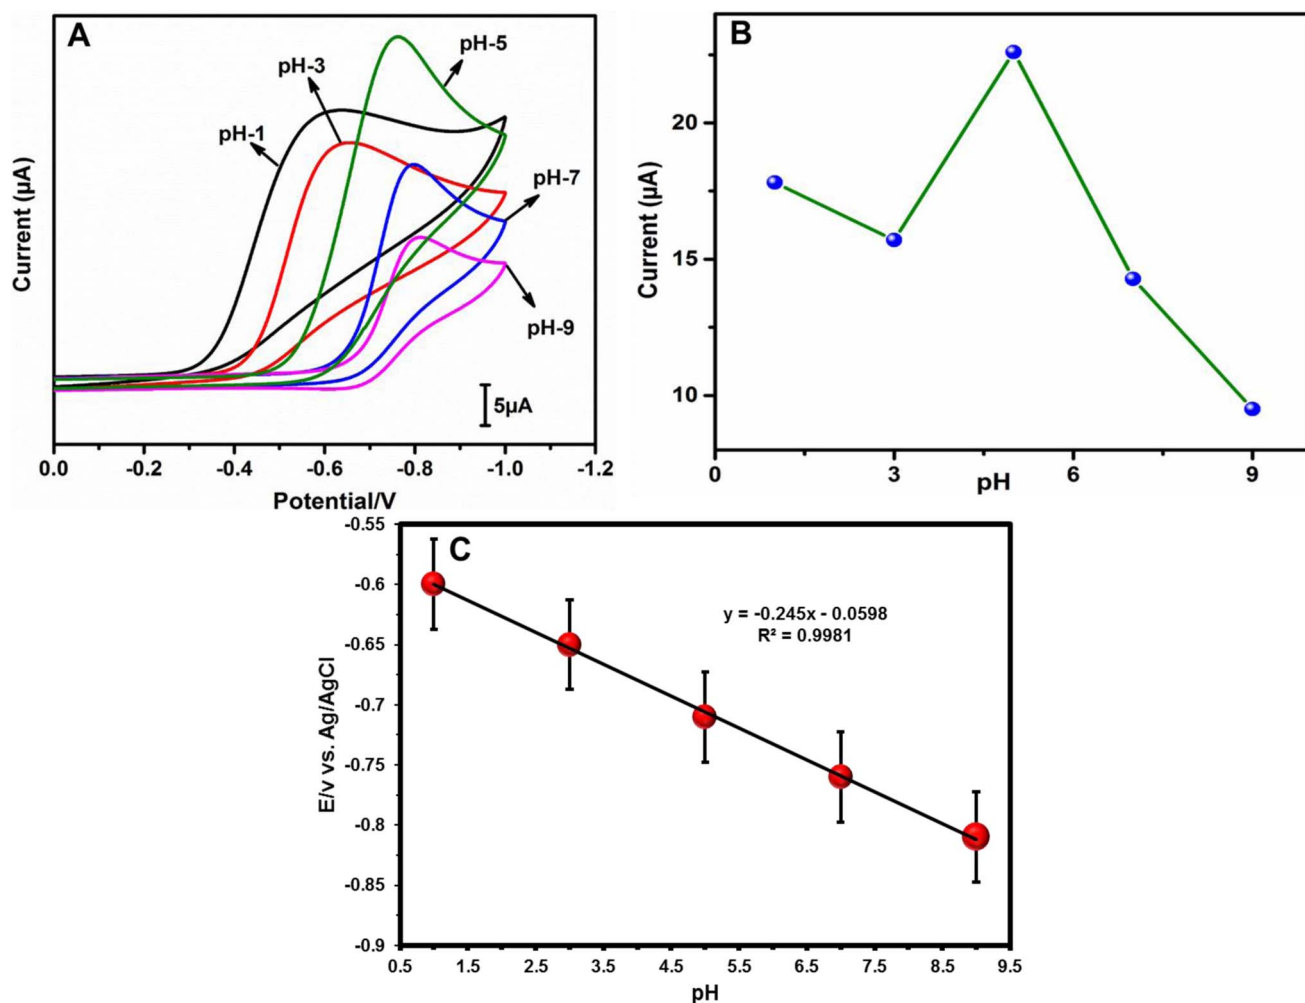 A
pH-5
pH-3
pH-1
pH-7
pH-9
5µA
Current (µA)
0.0 -0.2 -0.4 -0.6 -0.8 -1.0 -1.2
Potential/V
B
Current (µA)
20
15
10
0 3 6 9
pH
C
y = -0.245x - 0.0598
R² = 0.9981
E/v vs. Ag/AgCl
-0.55
-0.6
-0.65
-0.7
-0.75
-0.8
-0.85
-0.9
0.5 1.5 2.5 3.5 4.5 5.5 6.5 7.5 8.5 9.5
pH